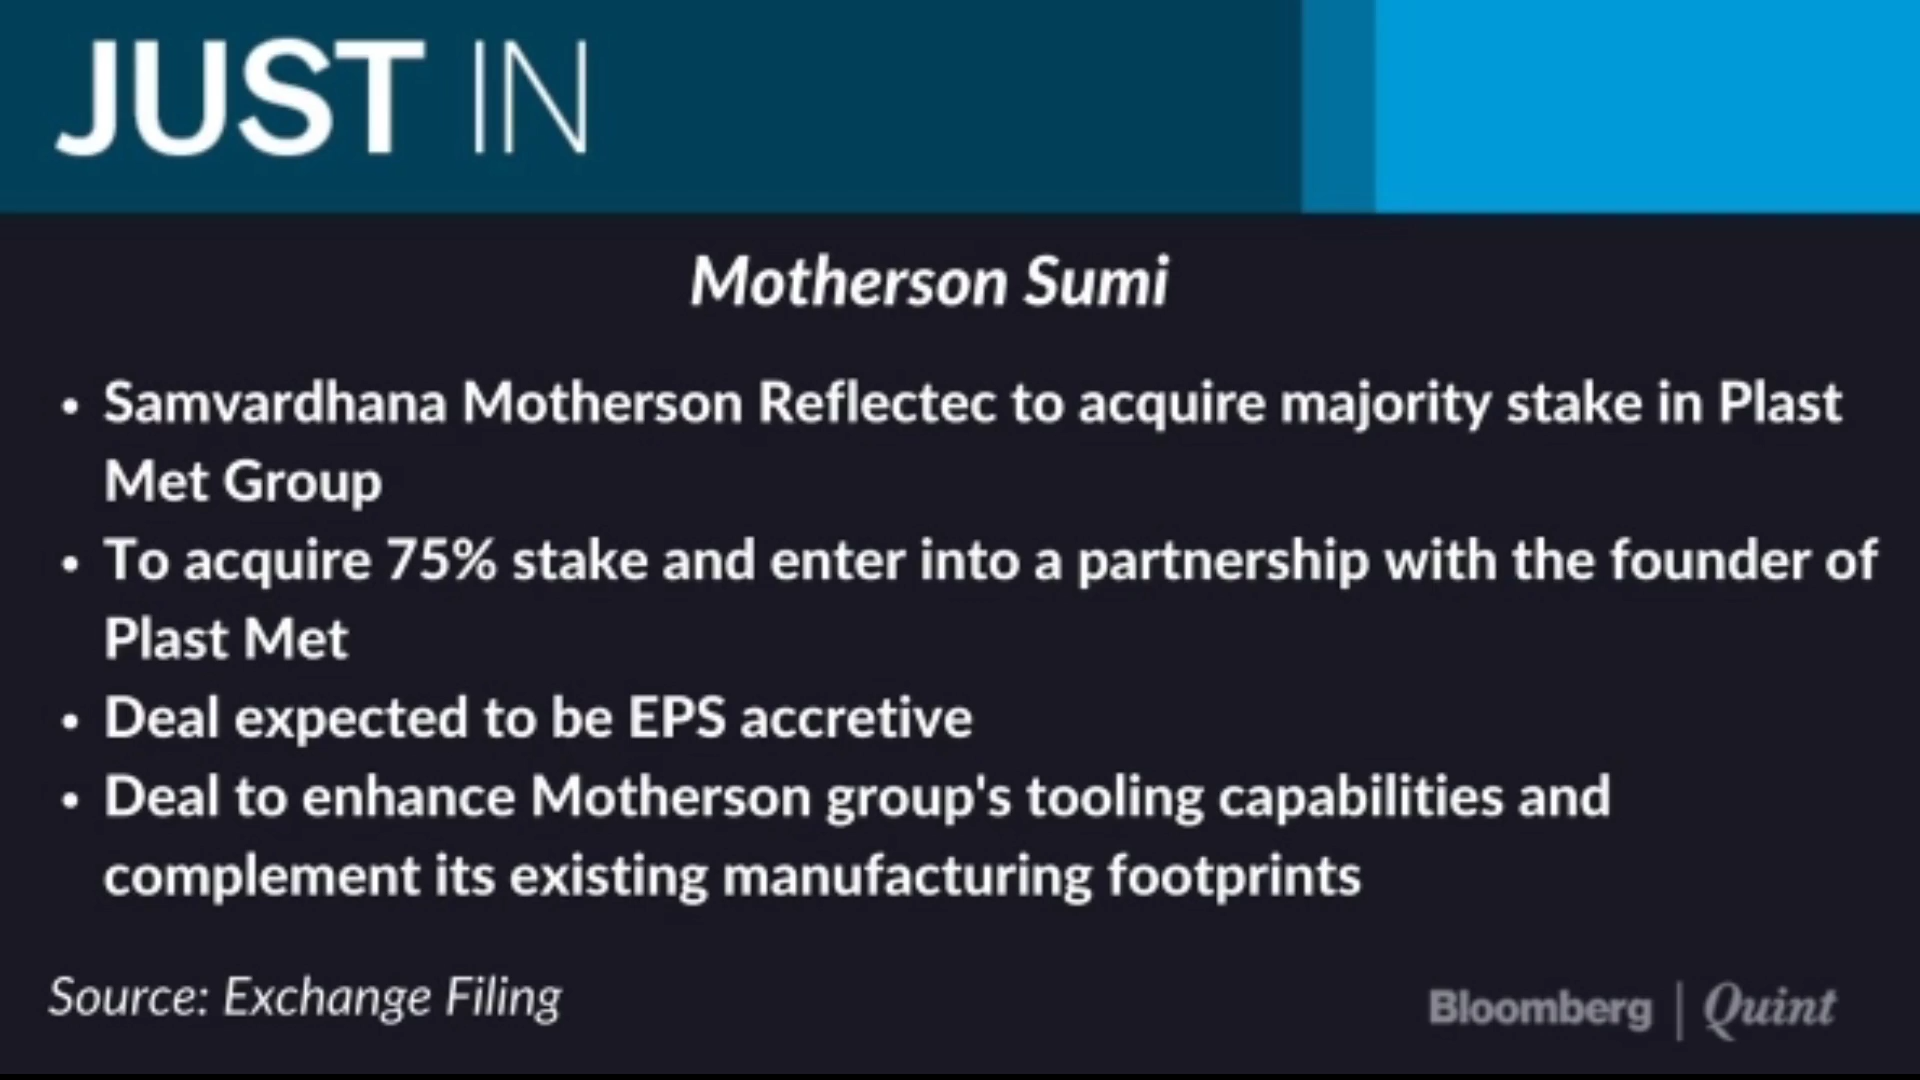 JUST IN
Motherson Sumi
• Samvardhana Motherson Reflectec to acquire majority stake in Plast
Met Group
• To acquire 75% stake and enter into a partnership with the founder of
Plast Met
• Deal expected to be EPS accretive
• Deal to enhance Motherson group's tooling capabilities and
complement its existing manufacturing footprints
Source: Exchange Filing
Bloomberg | Quint